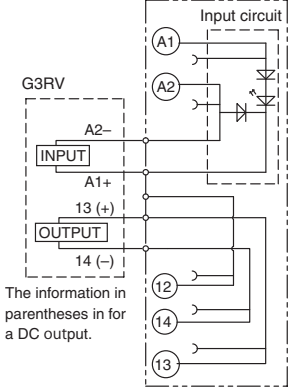 Input circuit
A1
A2
G3RV
A2–
INPUT
A1+
13 (+)
OUTPUT
14 (–)
12
14
13
The information in
parentheses in for
a DC output.